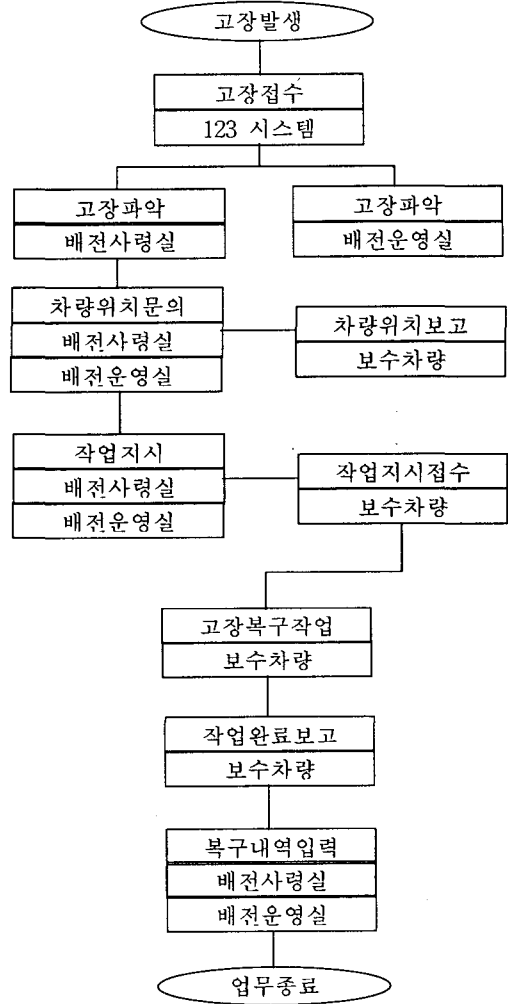 고장발생
고장접수
123 시스템
고장파악
배전사령실
고장파악
배전운영실
차량위치문의
배전사령실
배전운영실
차량위치보고
보수차량
작업지시
배전사령실
배전운영실
작업지시접수
보수차량
고장복구작업
보수차량
작업완료보고
보수차량
복구내역입력
배전사령실
배전운영실
업무종료